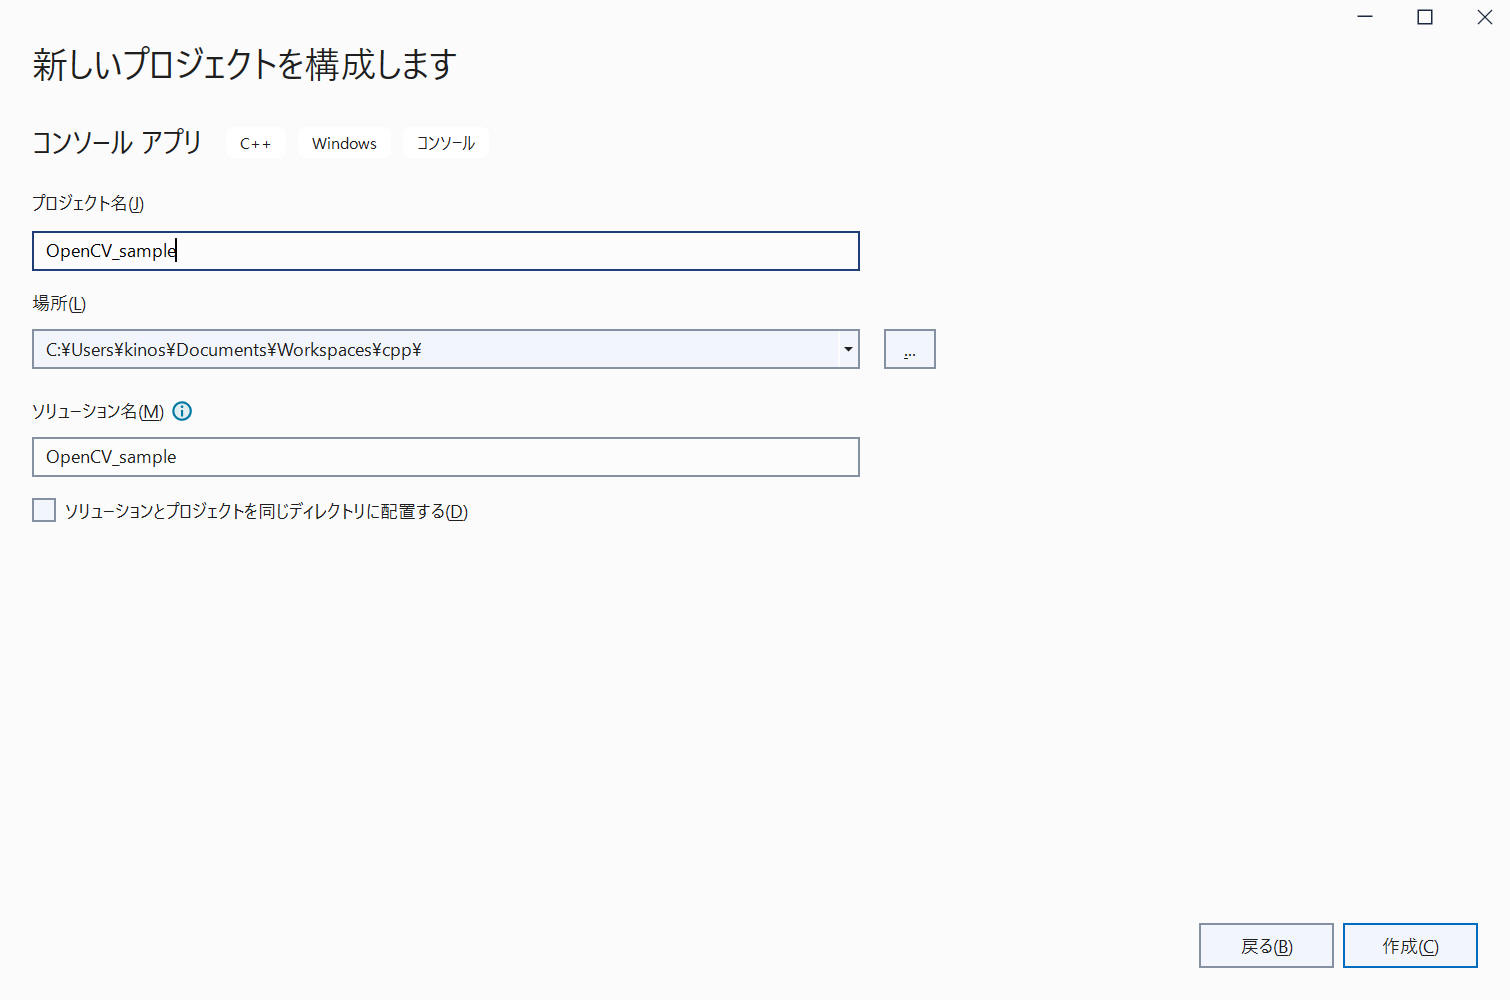 新しいプロジェクトを構成します
コンソール アプリ C++ Windows コンソール
プロジェクト名(J)
OpenCV_sample
場所(L)
C:¥Users¥kinos¥Documents¥Workspaces¥cpp¥
...
ソリューション名(M)
OpenCV_sample
ソリューションとプロジェクトを同じディレクトリに配置する(D)
戻る(B) 作成(C)